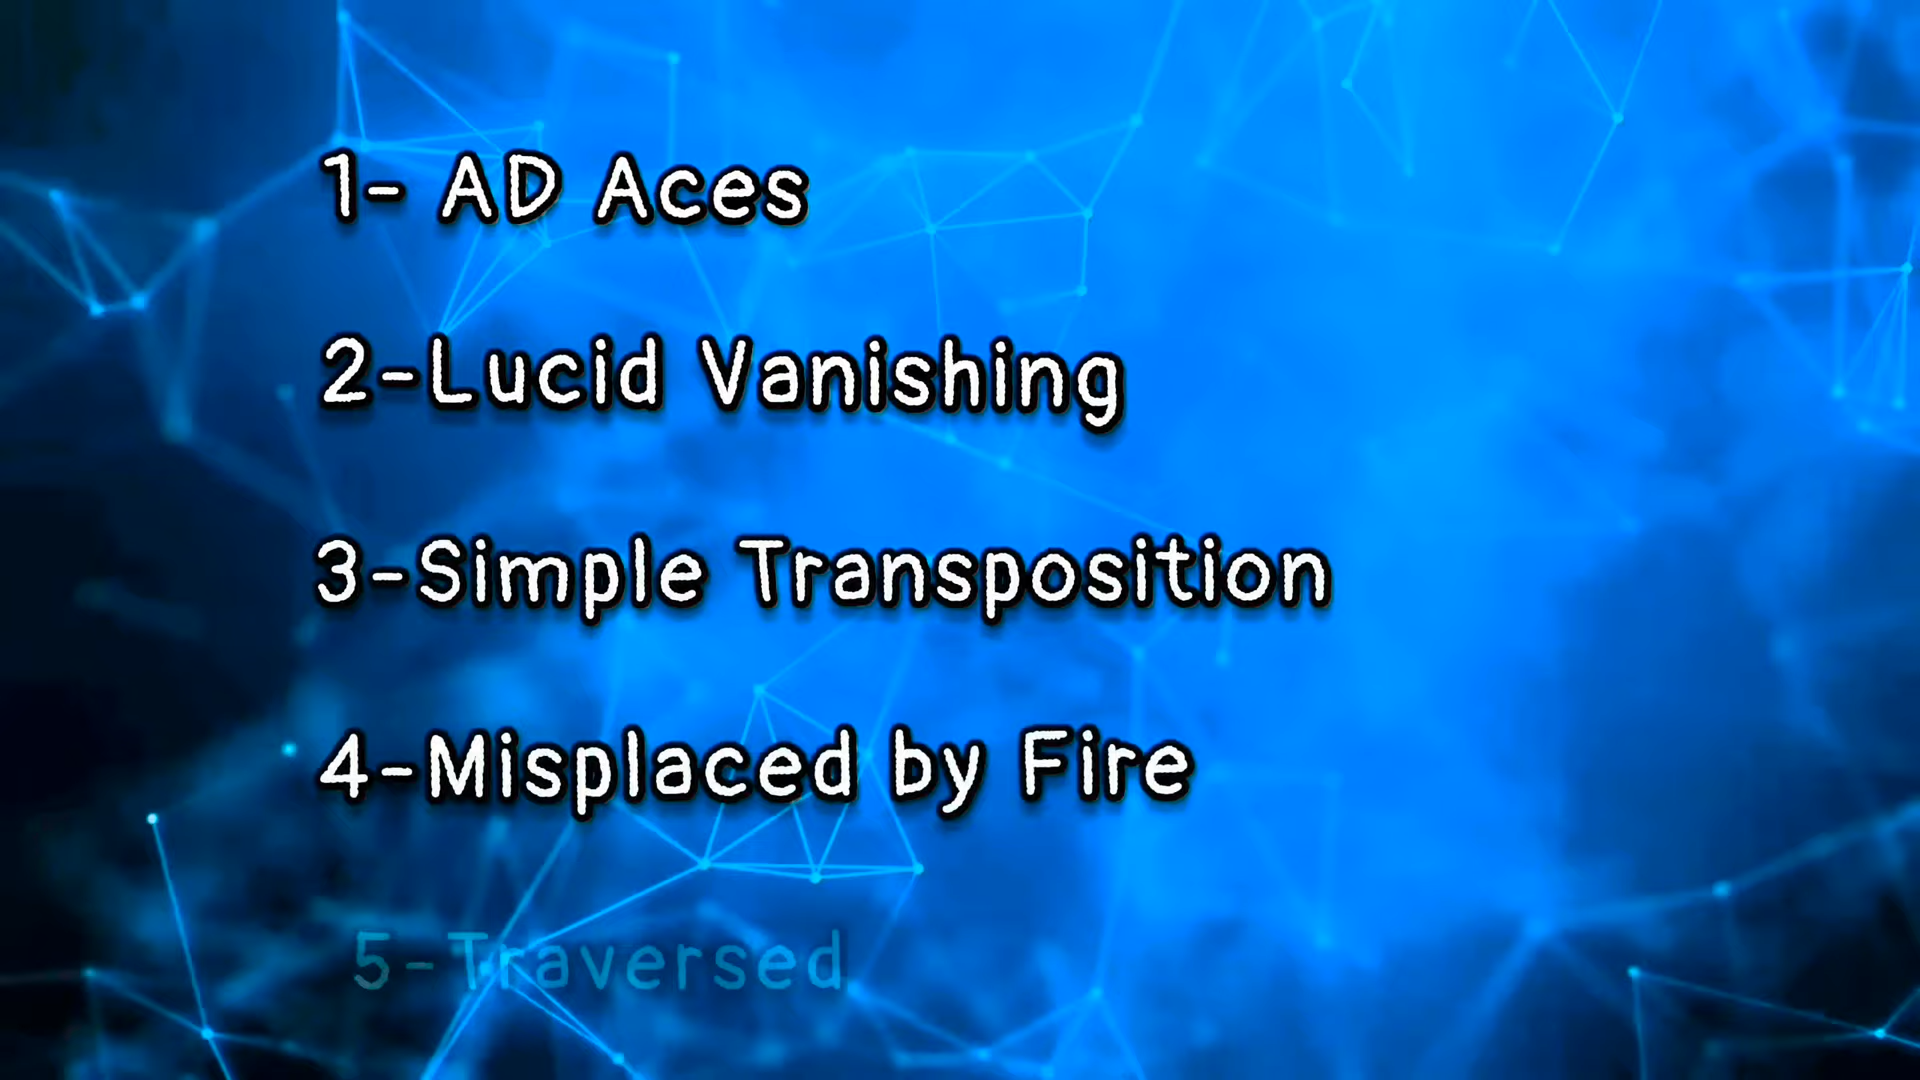 1- AD Aces
2-Lucid Vanishing
3-Simple Transposition
4-Misplaced by Fire
5-Traversed